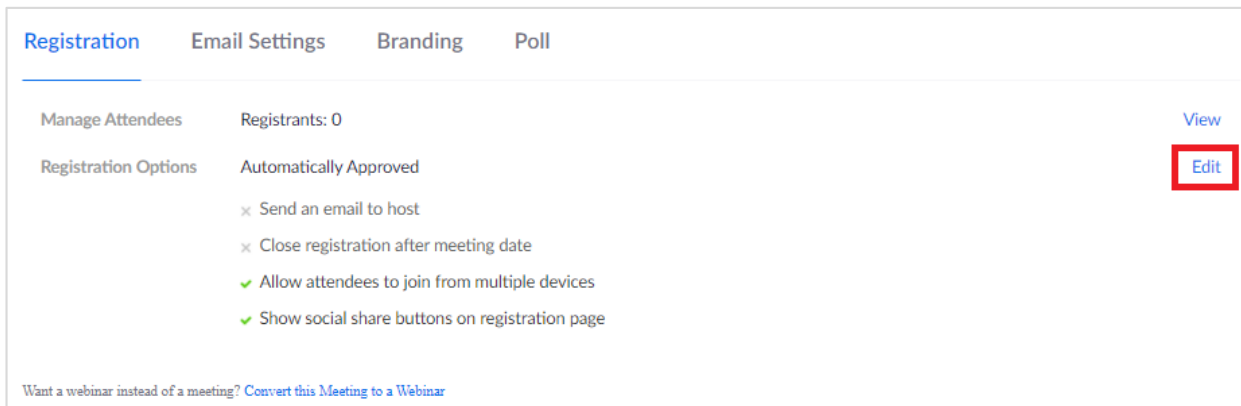 Registration Email Settings Branding Poll
Manage Attendees Registrants: 0 View
Registration Options Automatically Approved Edit
Send an email to host
Close registration after meeting date
Allow attendees to join from multiple devices
Show social share buttons on registration page
Want a webinar instead of a meeting? Convert this Meeting to a Webinar